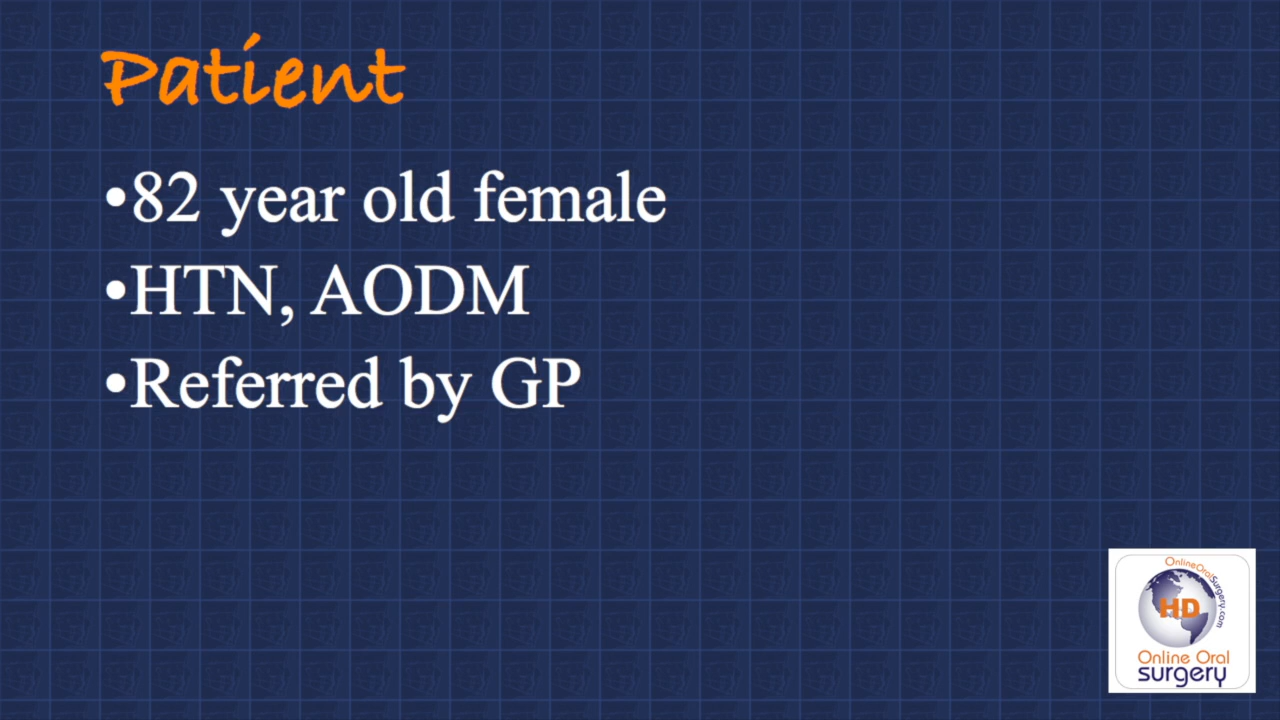 Patient
•82 year old female
•HTN, AODM
•Referred by GP
OnlineOralSurgery.com
HD
Online Oral
surgery